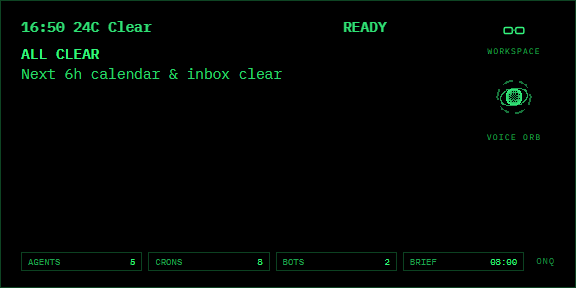 16:50 24C Clear
READY
ALL CLEAR
Next 6h calendar & inbox clear
WORKSPACE
VOICE ORB
AGENTS 5
CRONS 8
BOTS 2
BRIEF 08:00
ONQ